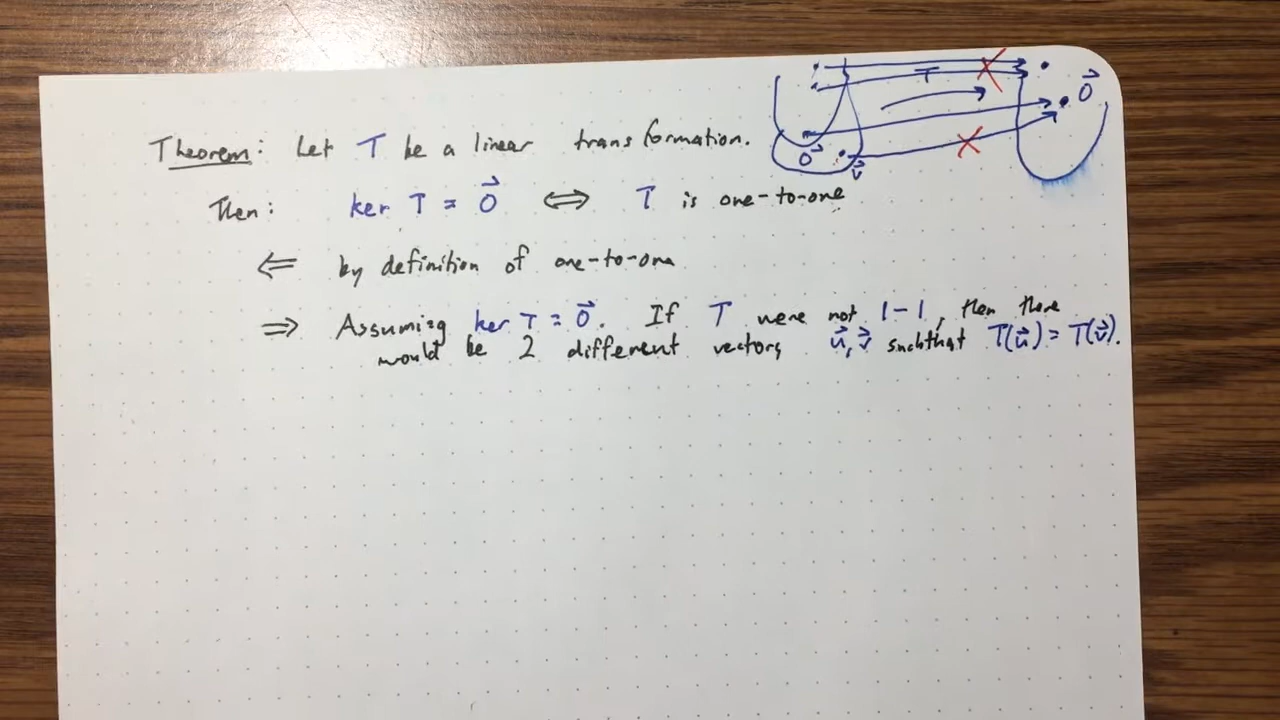 T
0⃗
Theorem: Let T be a linear transformation.
0⃗
v⃗
Then: ker T = 0⃗ ⟺ T is one-to-one
⟸ by definition of one-to-one
⟹ Assuming ker T = 0⃗. If T were not 1-1, then there
would be 2 different vectors u⃗, v⃗ such that T(u⃗) = T(v⃗).